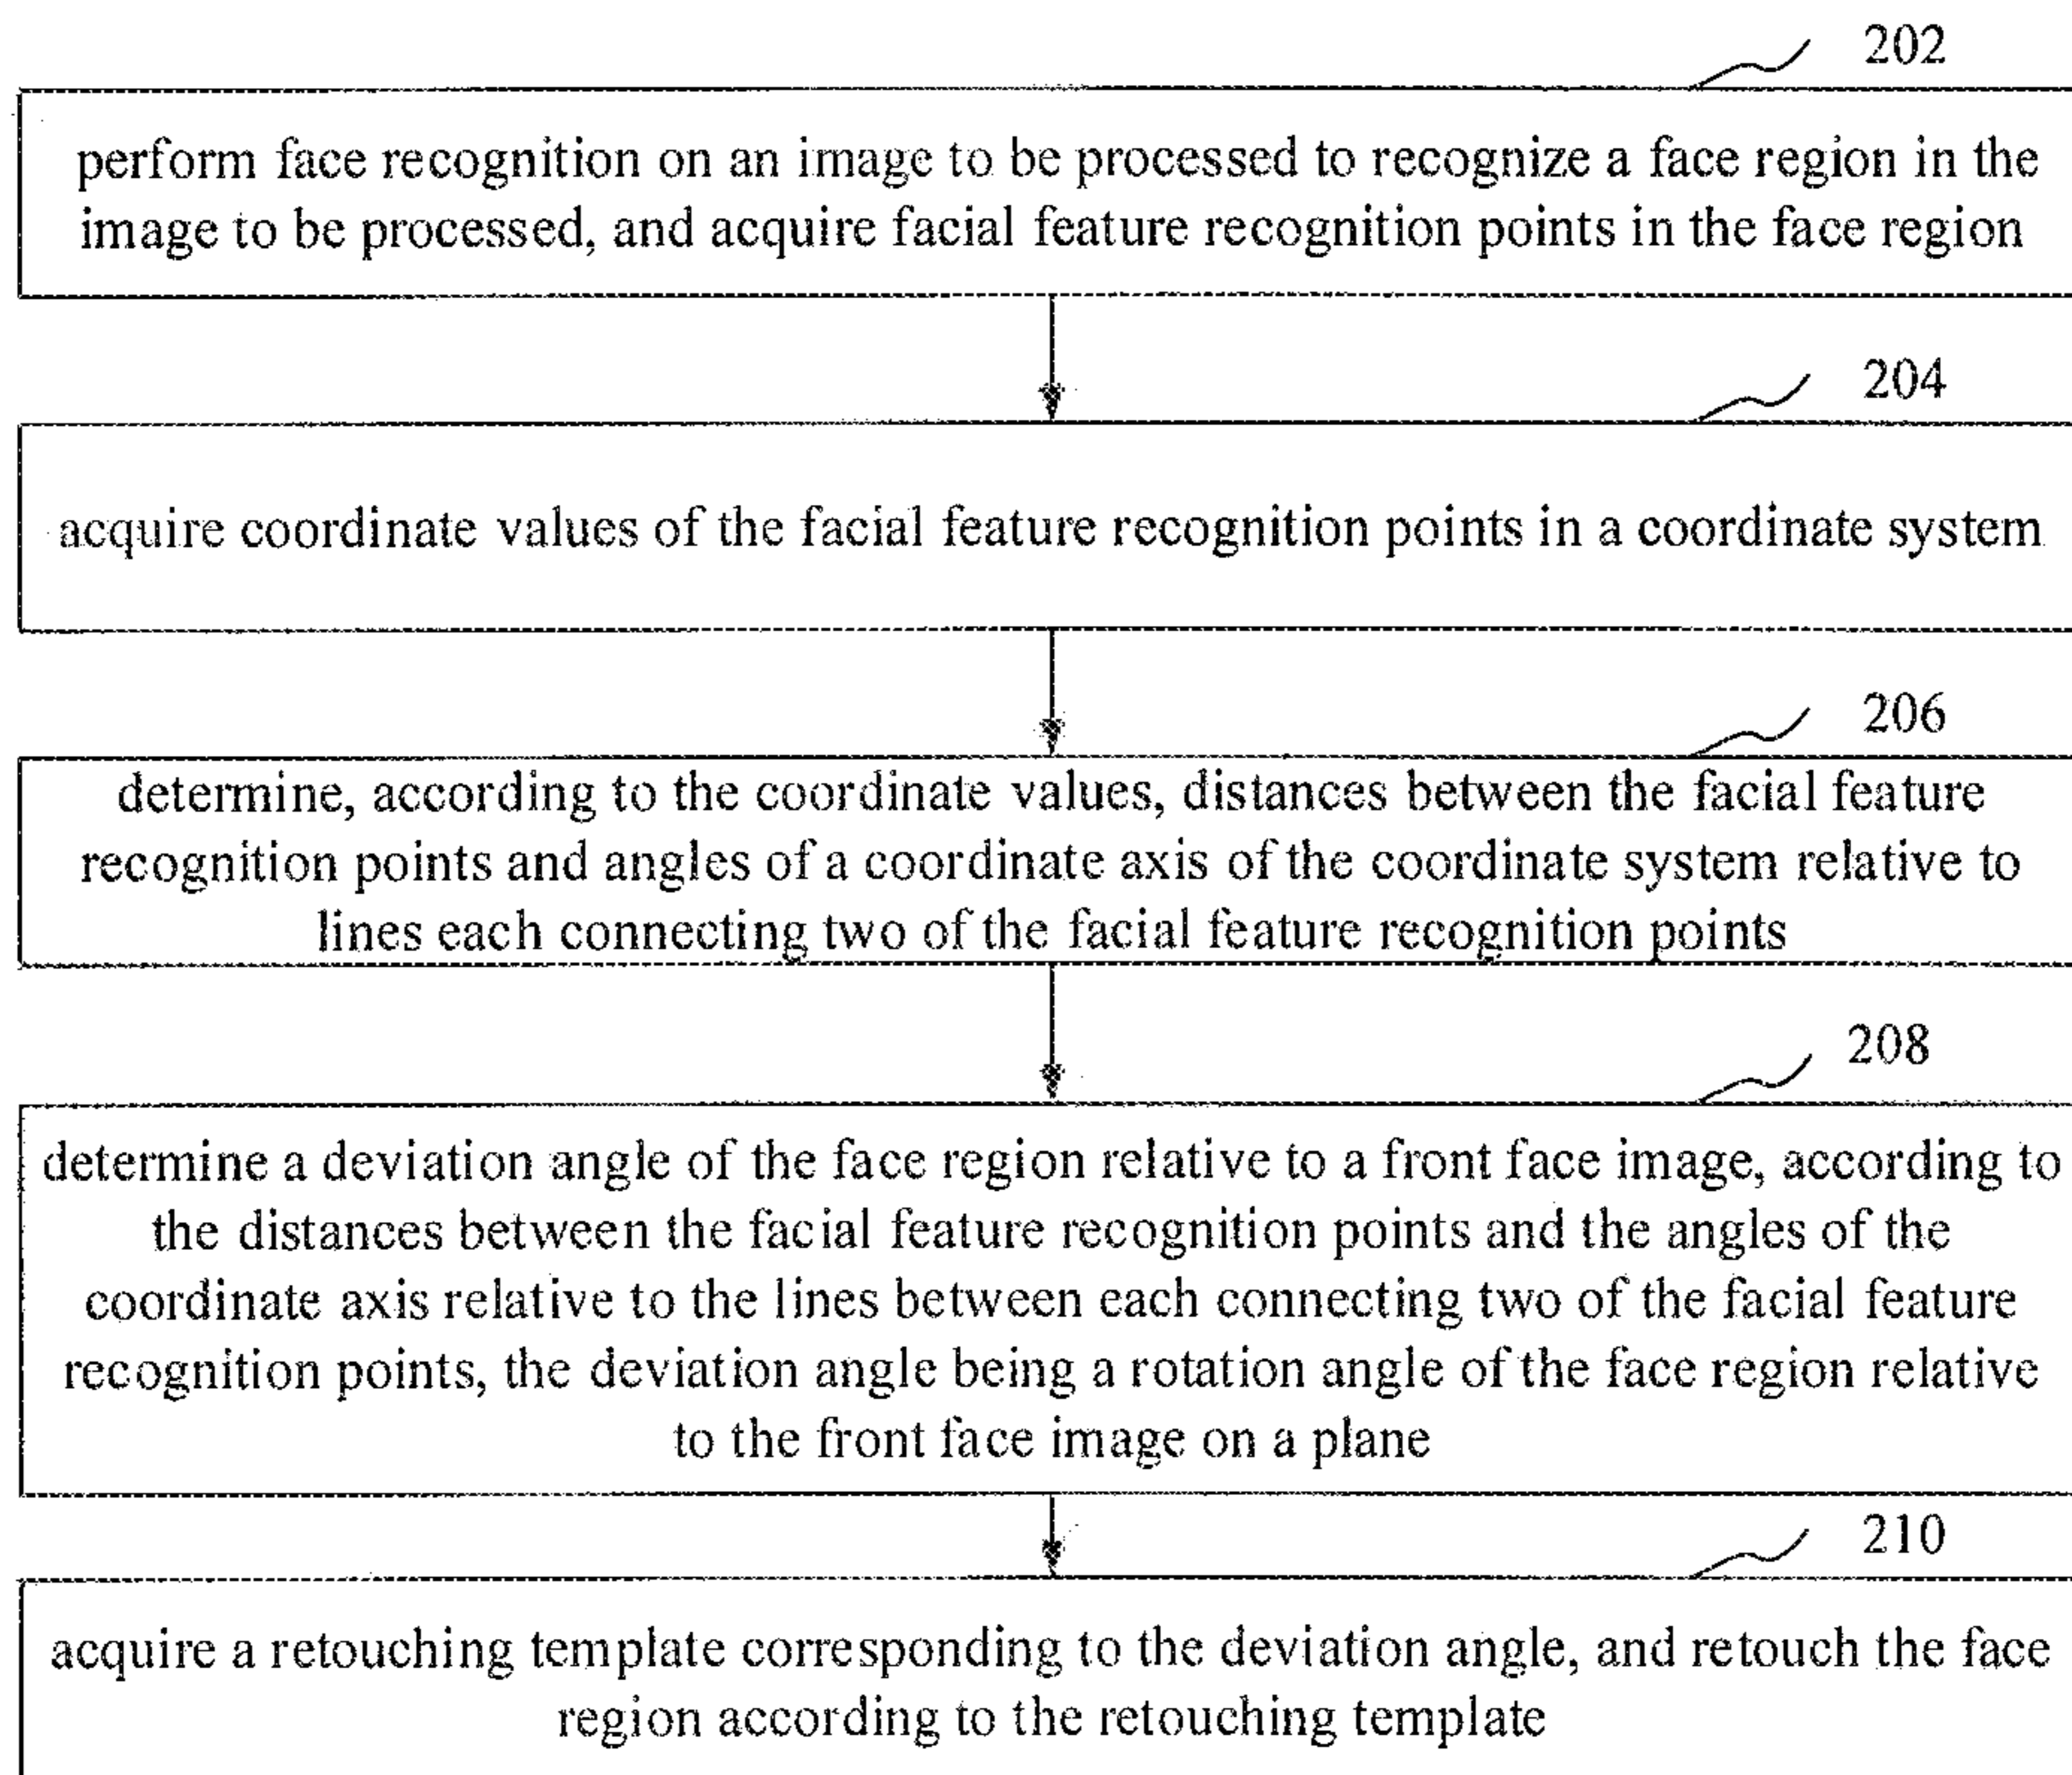 202
perform face recognition on an image to be processed to recognize a face region in the
image to be processed, and acquire facial feature recognition points in the face region
204
acquire coordinate values of the facial feature recognition points in a coordinate system
206
determine, according to the coordinate values, distances between the facial feature
recognition points and angles of a coordinate axis of the coordinate system relative to
lines each connecting two of the facial feature recognition points
208
determine a deviation angle of the face region relative to a front face image, according to
the distances between the facial feature recognition points and the angles of the
coordinate axis relative to the lines between each connecting two of the facial feature
recognition points, the deviation angle being a rotation angle of the face region relative
to the front face image on a plane
210
acquire a retouching template corresponding to the deviation angle, and retouch the face
region according to the retouching template